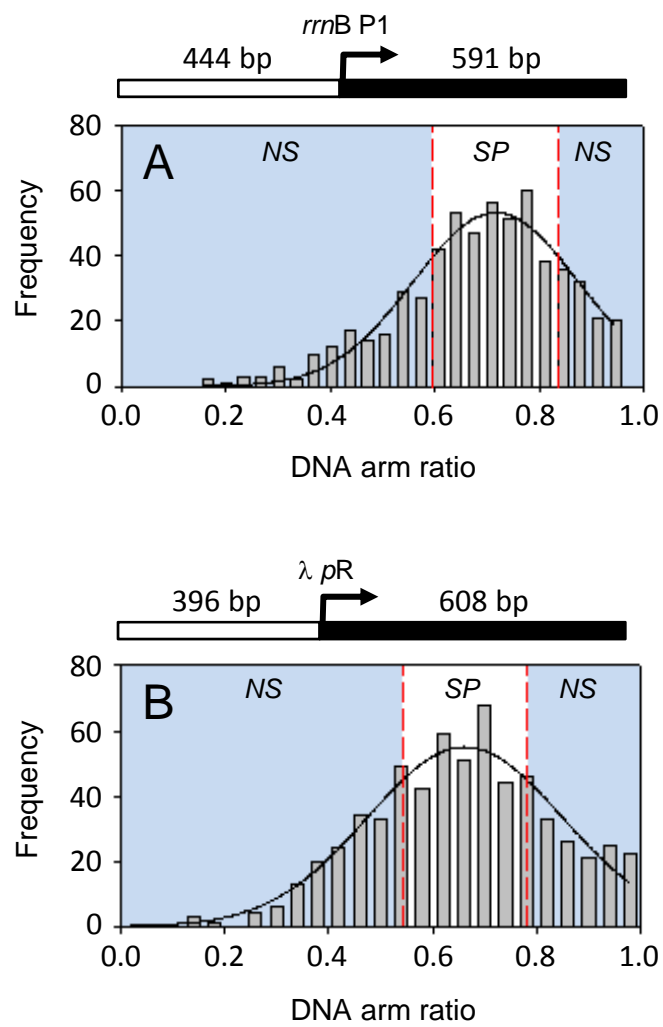 rrnB P1
444 bp 591 bp
A
NS SP NS
Frequency
80
60
40
20
0
0.0 0.2 0.4 0.6 0.8 1.0
DNA arm ratio
λ pR
396 bp 608 bp
B
NS SP NS
Frequency
80
60
40
20
0
0.0 0.2 0.4 0.6 0.8 1.0
DNA arm ratio